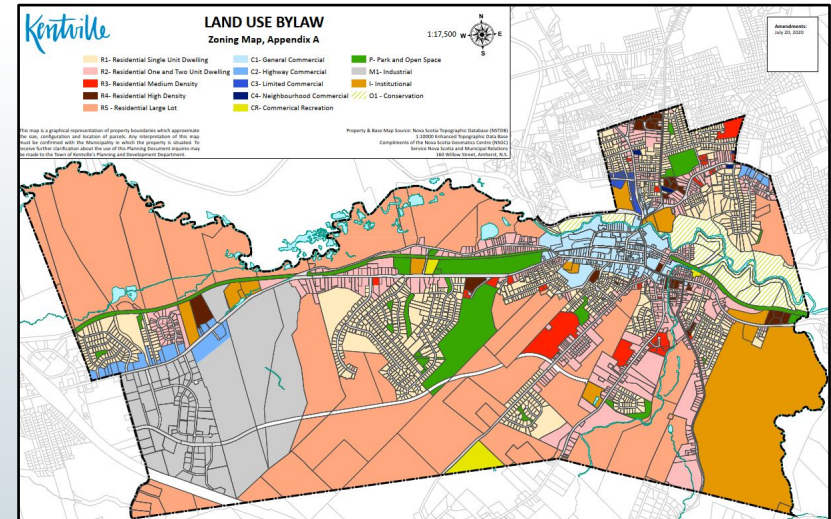 Kentville
LAND USE BYLAW
Zoning Map, Appendix A
1:17,500
N
W
E
S
Amendments:
July 20, 2020
R1- Residential Single Unit Dwelling
R2- Residential One and Two Unit Dwelling
R3- Residential Medium Density
R4- Residential High Density
R5 - Residential Large Lot
C1- General Commercial
C2- Highway Commercial
C3- Limited Commercial
C4- Neighbourhood Commercial
CR- Commerical Recreation
P- Park and Open Space
M1- Industrial
I- Institutional
O1 - Conservation
This map is a graphical representation of property boundaries which approximate
the size, configuration and location of parcels. Any interpretation of this map
must be confirmed with the Municipality in which the property is situated. To
receive further clarification about the use of this Planning Document inquiries may
be made to the Town of Kentville's Planning and Development Department.
Property & Base Map Source: Nova Scotia Topographic Database (NSTDB)
1:10000 Enhanced Topographic Data Base
Compliments of the Nova Scotia Geomatics Centre (NSGC)
Service Nova Scotia and Municipal Relations
160 Willow Street, Amherst, N.S.